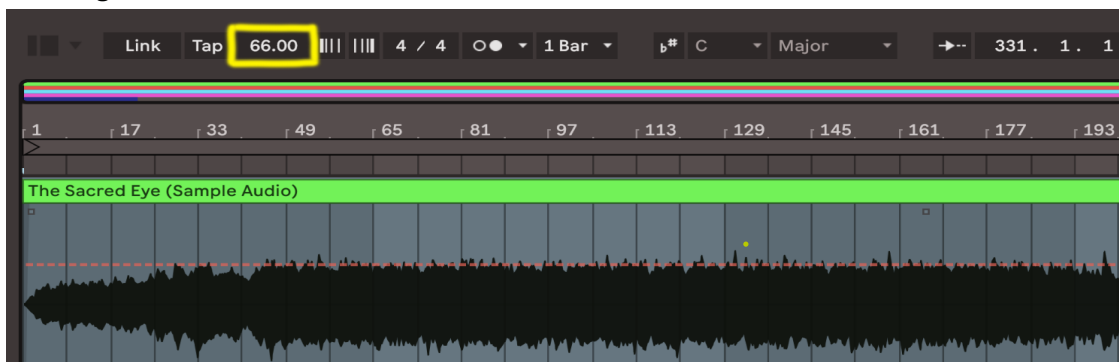 Link Tap 66.00 4 / 4 1 Bar ♭# C Major 331. 1. 1
1 17 33 49 65 81 97 113 129 145 161 177 193
The Sacred Eye (Sample Audio)